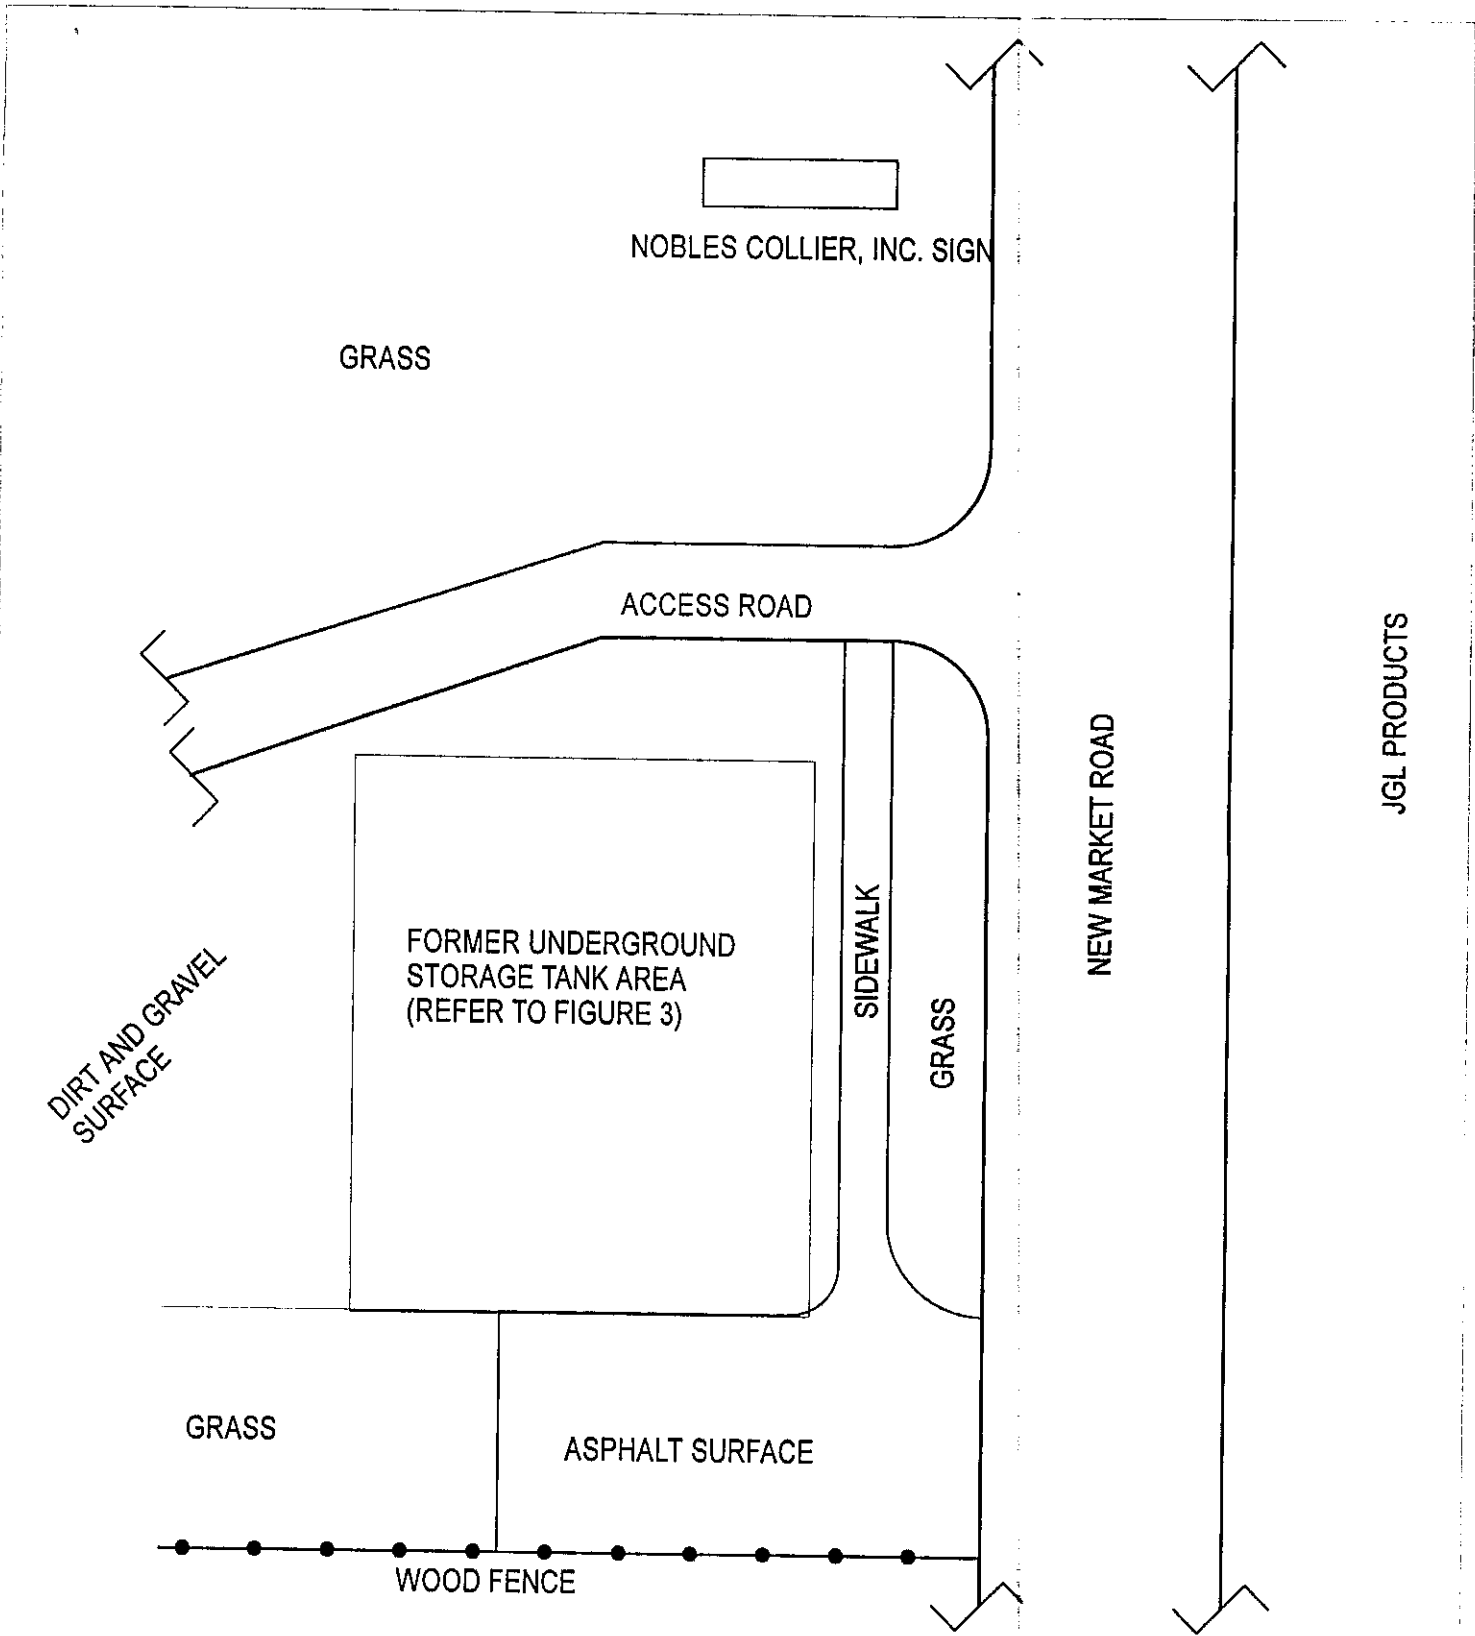 NOBLES COLLIER, INC. SIGN
GRASS
ACCESS ROAD
JGL PRODUCTS
NEW MARKET ROAD
SIDEWALK
FORMER UNDERGROUND
STORAGE TANK AREA
(REFER TO FIGURE 3)
DIRT AND GRAVEL
SURFACE
GRASS
GRASS
ASPHALT SURFACE
WOOD FENCE